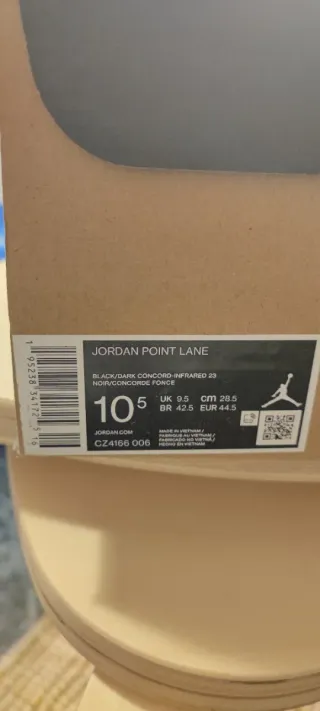 JORDAN POINT LANE
BLACK/DARK CONCORD-INFRARED 23
NOIR/CONCORDE FONCE
10 5
UK 9.5 cm 28.5
BR 42.5 EUR 44.5
JORDAN.COM
CZ4166 006
MADE IN VIETNAM /
FABRIQUE AU VIETNAM /
FABRICADO NO VIETNÃ /
HECHO EN VIETNAM